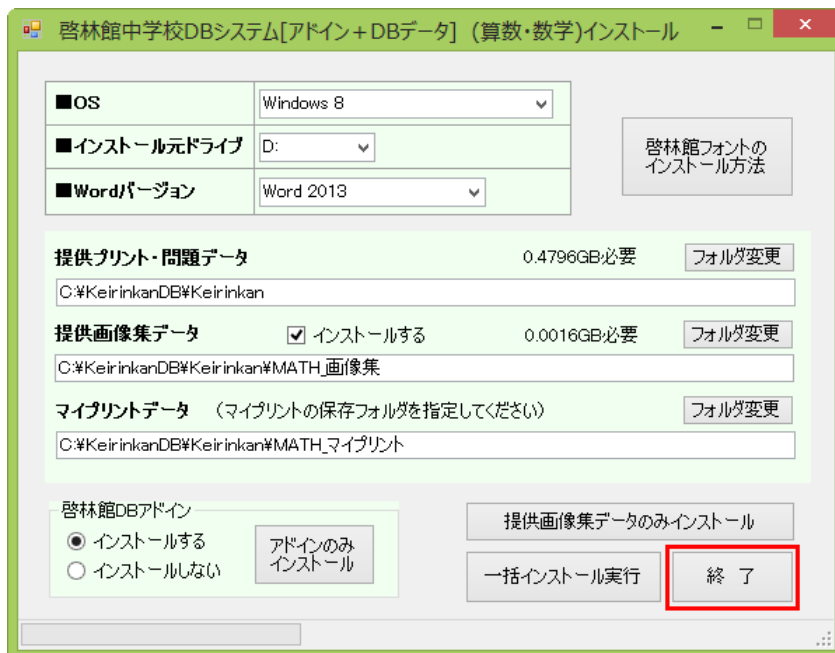 啓林館中学校DBシステム[アドイン+DBデータ] (算数・数学)インストール
■OS
Windows 8
■インストール元ドライブ
D:
■Wordバージョン
Word 2013
啓林館フォントの
インストール方法
提供プリント・問題データ
0.4796GB必要
フォルダ変更
C:¥KeirinkanDB¥Keirinkan
提供画像集データ
インストールする
0.0016GB必要
フォルダ変更
C:¥KeirinkanDB¥Keirinkan¥MATH_画像集
マイプリントデータ (マイプリントの保存フォルダを指定してください)
フォルダ変更
C:¥KeirinkanDB¥Keirinkan¥MATH_マイプリント
啓林館DBアドイン
インストールする
インストールしない
アドインのみ
インストール
提供画像集データのみインストール
一括インストール実行
終 了